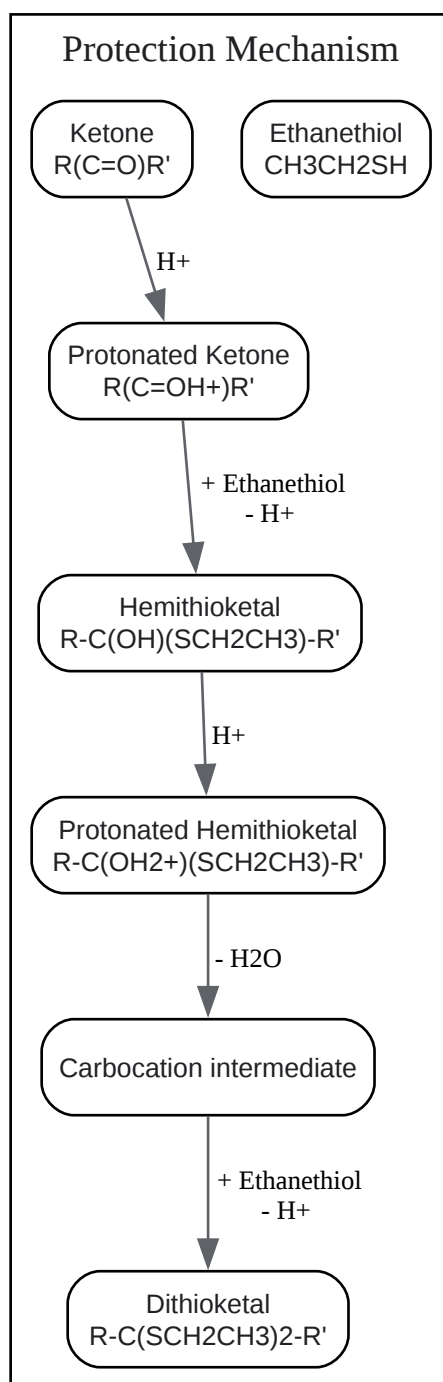 Protection Mechanism
Ketone
R(C=O)R'
Ethanethiol
CH3CH2SH
H+
Protonated Ketone
R(C=OH+)R'
+ Ethanethiol
- H+
Hemithioketal
R-C(OH)(SCH2CH3)-R'
H+
Protonated Hemithioketal
R-C(OH2+)(SCH2CH3)-R'
- H2O
Carbocation intermediate
+ Ethanethiol
- H+
Dithioketal
R-C(SCH2CH3)2-R'